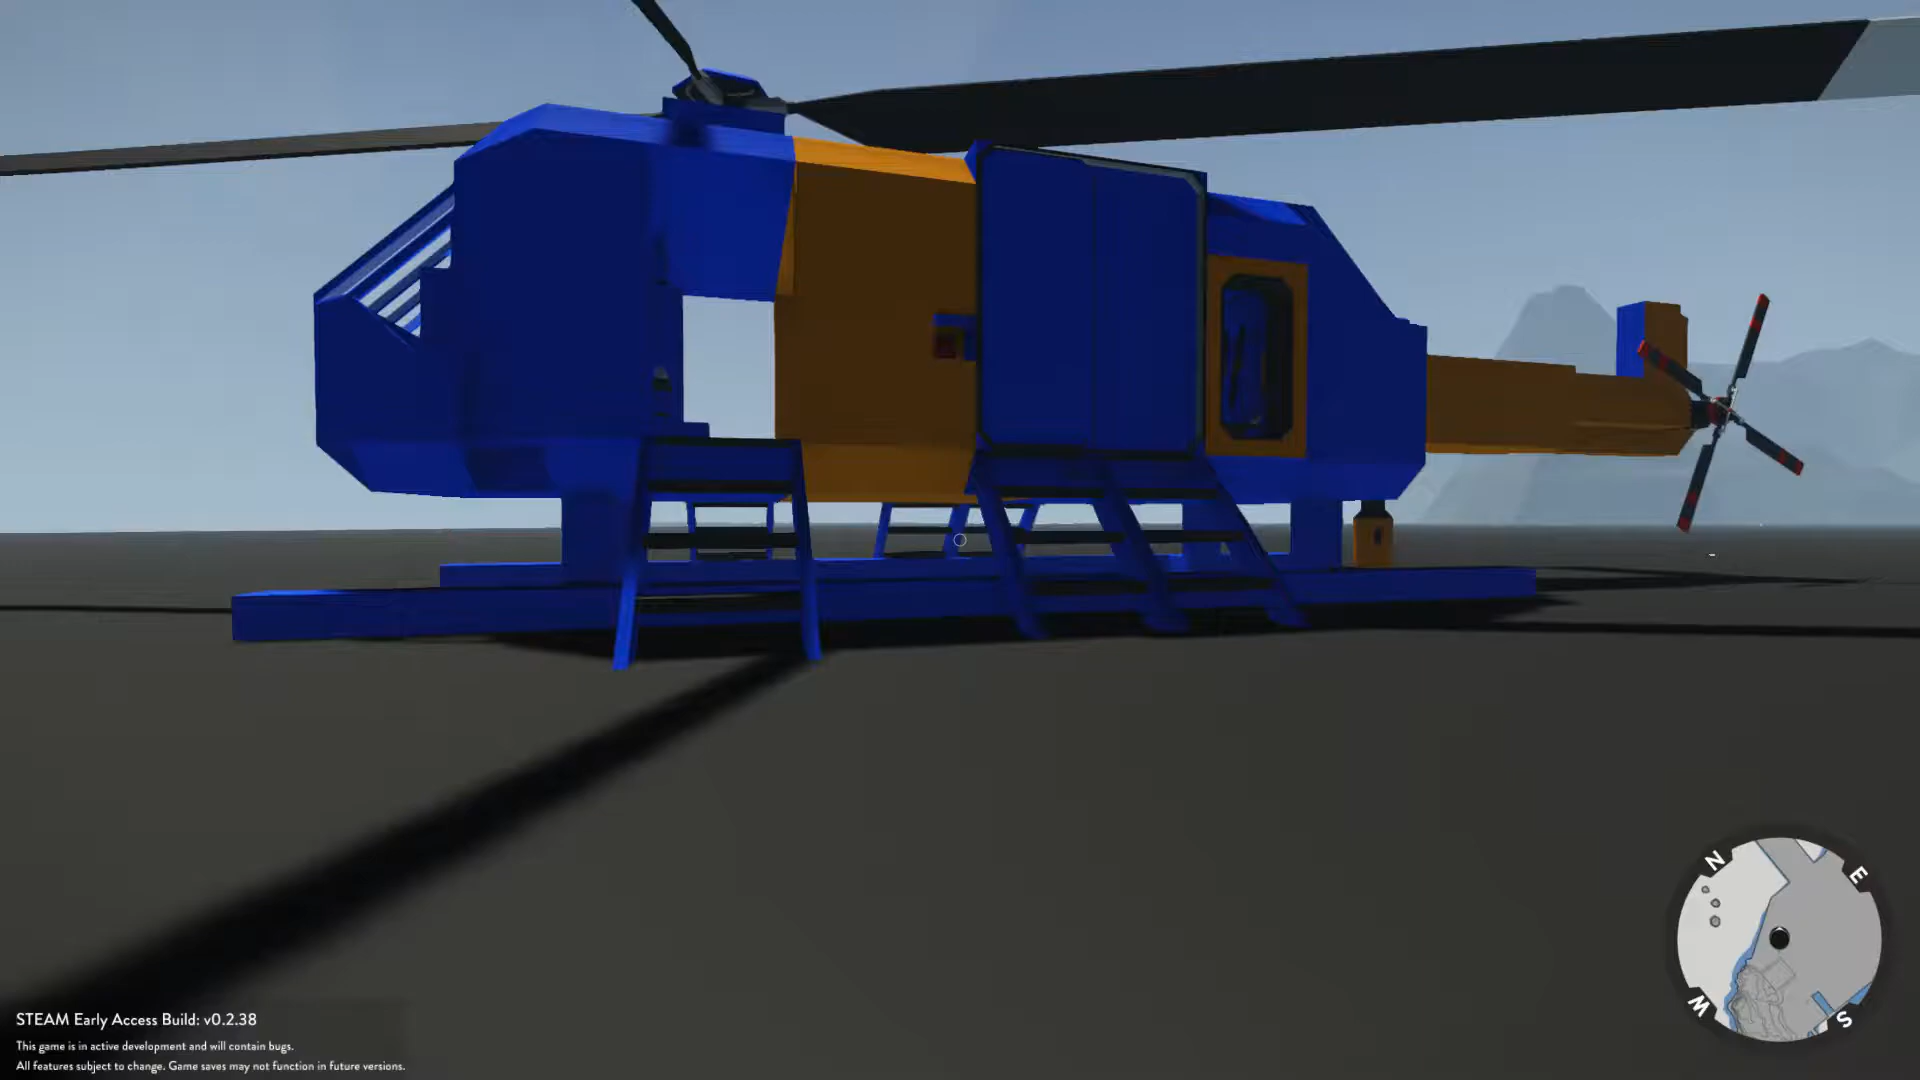 N
E
W
S
STEAM Early Access Build: v0.2.38
This game is in active development and will contain bugs.
All features subject to change. Game saves may not function in future versions.